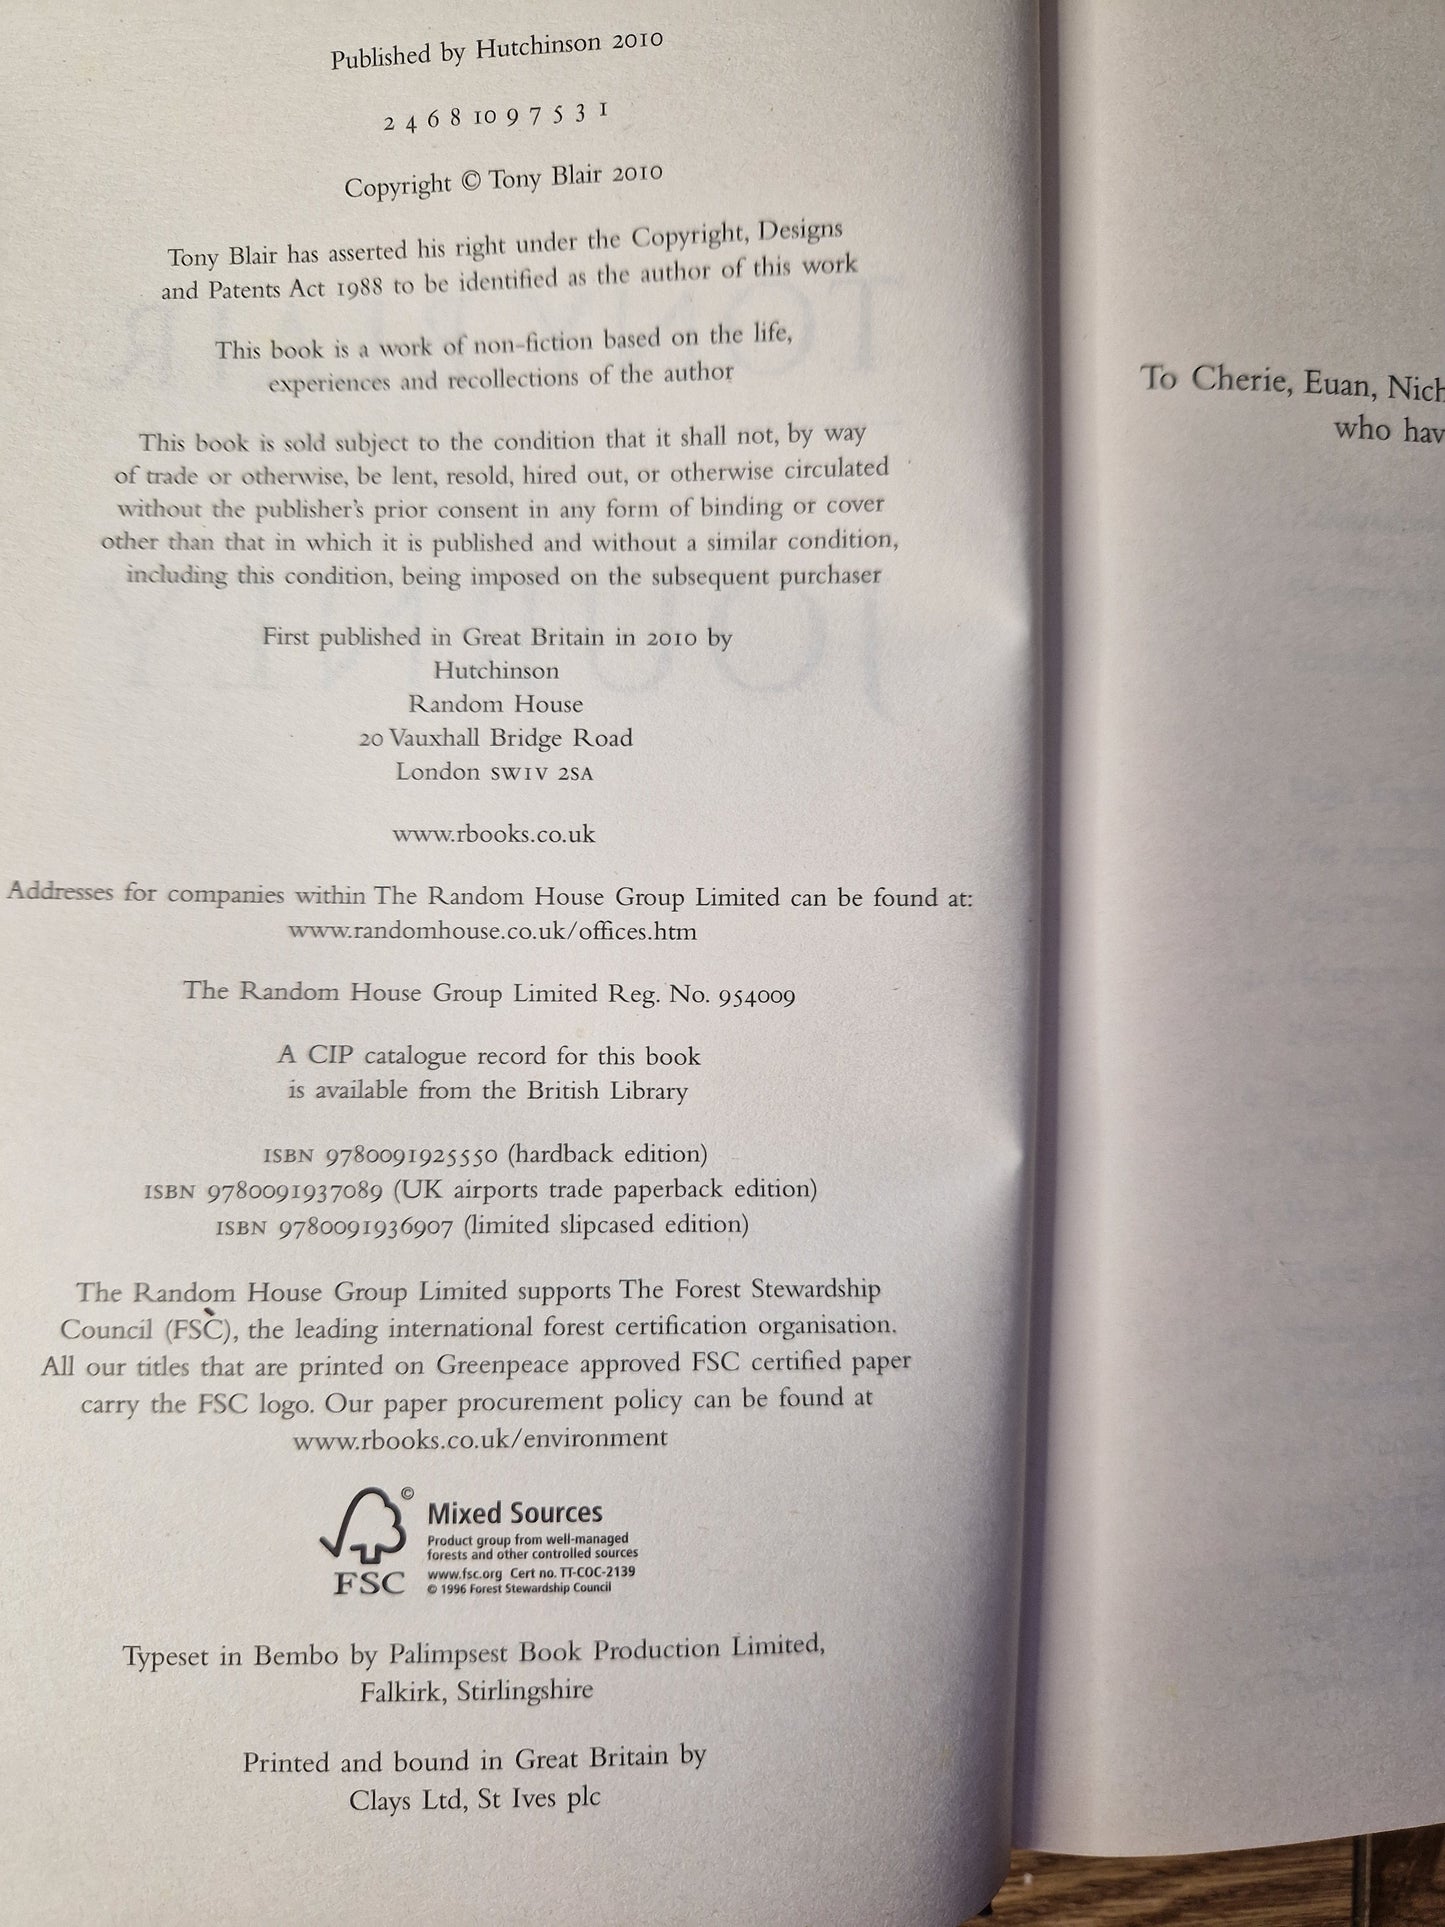 Published by Hutchinson 2010
2 4 6 8 10 9 7 5 3 1
Copyright © Tony Blair 2010
Tony Blair has asserted his right under the Copyright, Designs
and Patents Act 1988 to be identified as the author of this work
This book is a work of non-fiction based on the life,
experiences and recollections of the author
This book is sold subject to the condition that it shall not, by way
of trade or otherwise, be lent, resold, hired out, or otherwise circulated
without the publisher's prior consent in any form of binding or cover
other than that in which it is published and without a similar condition,
including this condition, being imposed on the subsequent purchaser
First published in Great Britain in 2010 by
Hutchinson
Random House
20 Vauxhall Bridge Road
London SW1V 2SA
www.rbooks.co.uk
Addresses for companies within The Random House Group Limited can be found at:
www.randomhouse.co.uk/offices.htm
The Random House Group Limited Reg. No. 954009
A CIP catalogue record for this book
is available from the British Library
ISBN 9780091925550 (hardback edition)
ISBN 9780091937089 (UK airports trade paperback edition)
ISBN 9780091936907 (limited slipcased edition)
The Random House Group Limited supports The Forest Stewardship
Council (FSC), the leading international forest certification organisation.
All our titles that are printed on Greenpeace approved FSC certified paper
carry the FSC logo. Our paper procurement policy can be found at
www.rbooks.co.uk/environment
©
FSC
Mixed Sources
Product group from well-managed
forests and other controlled sources
www.fsc.org Cert no. TT-COC-2139
© 1996 Forest Stewardship Council
Typeset in Bembo by Palimpsest Book Production Limited,
Falkirk, Stirlingshire
Printed and bound in Great Britain by
Clays Ltd, St Ives plc
To Cherie, Euan, Nich
who hav